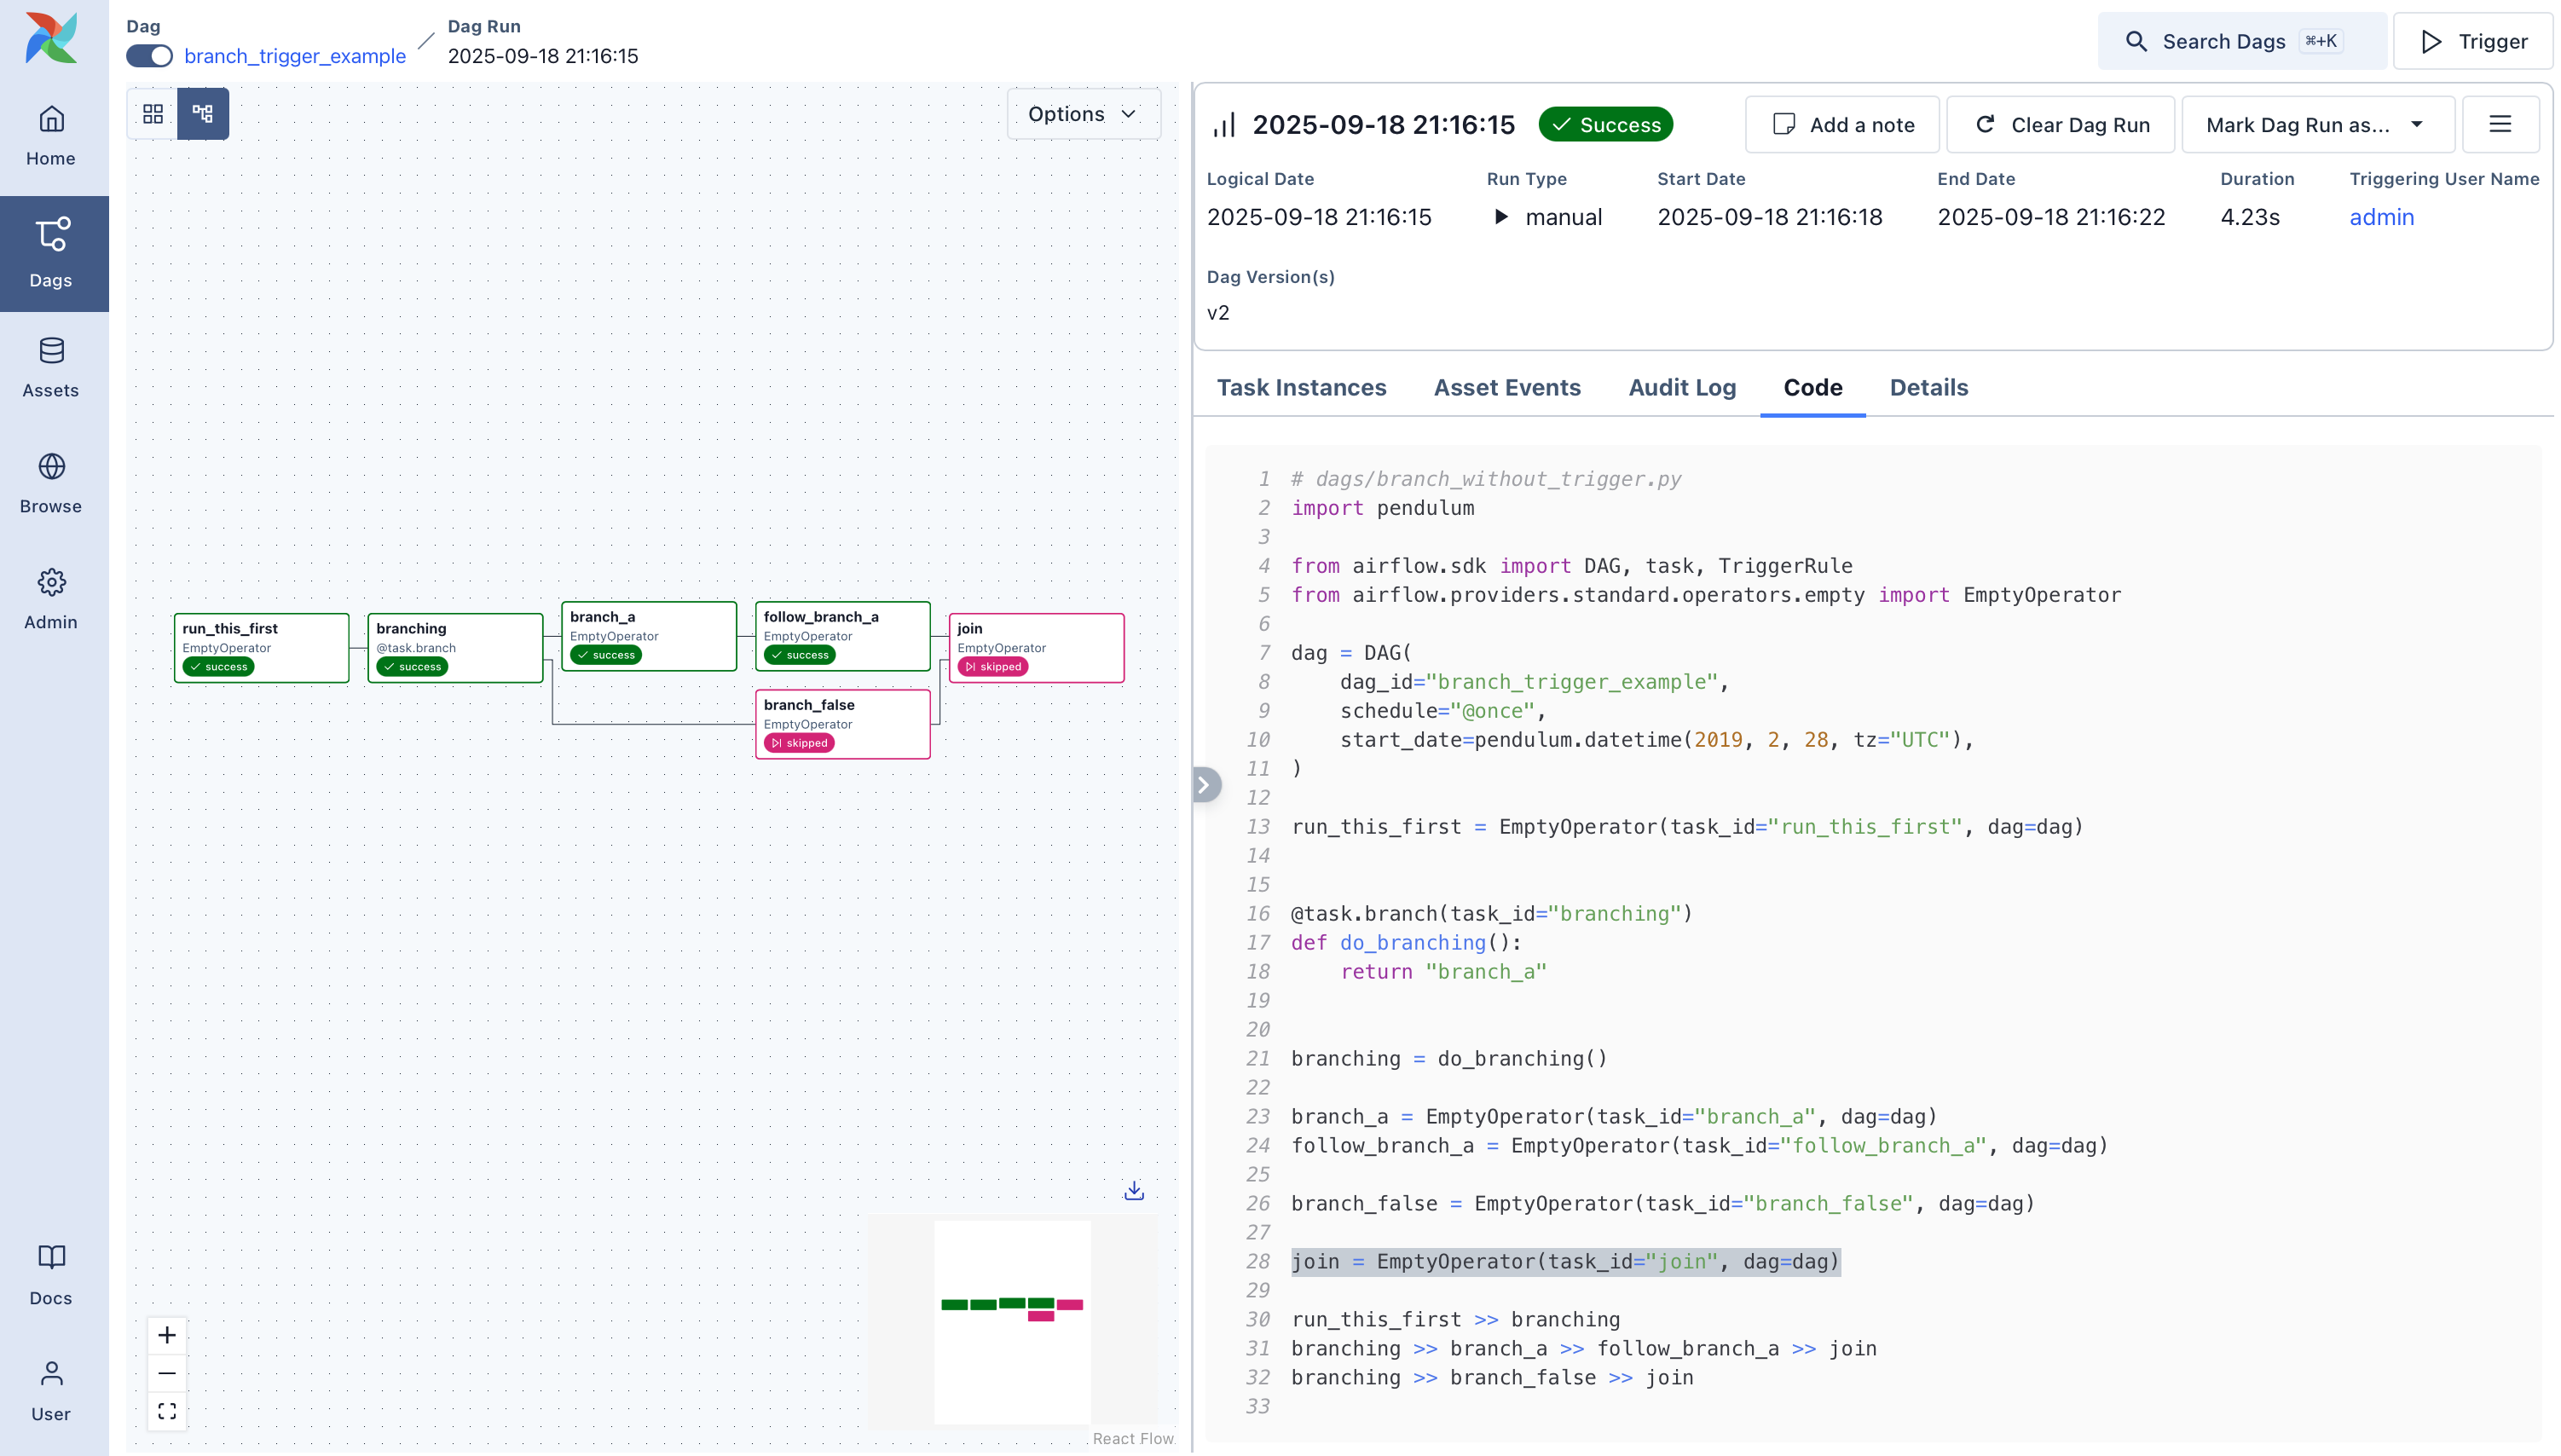 Dag
branch_trigger_example
Dag Run
2025-09-18 21:16:15
Search Dags
⌘+K
Trigger
Home
Dags
Assets
Browse
Admin
Docs
User
Options
run_this_first
EmptyOperator
success
branching
@task.branch
success
branch_a
EmptyOperator
success
follow_branch_a
EmptyOperator
success
join
EmptyOperator
skipped
branch_false
EmptyOperator
skipped
React Flow
2025-09-18 21:16:15
Success
Add a note
Clear Dag Run
Mark Dag Run as...
Logical Date
2025-09-18 21:16:15
Run Type
manual
Start Date
2025-09-18 21:16:18
End Date
2025-09-18 21:16:22
Duration
4.23s
Triggering User Name
admin
Dag Version(s)
v2
Task Instances
Asset Events
Audit Log
Code
Details
1 # dags/branch_without_trigger.py
2 import pendulum
3
4 from airflow.sdk import DAG, task, TriggerRule
5 from airflow.providers.standard.operators.empty import EmptyOperator
6
7 dag = DAG(
8     dag_id="branch_trigger_example",
9     schedule="@once",
10     start_date=pendulum.datetime(2019, 2, 28, tz="UTC"),
11 )
12
13 run_this_first = EmptyOperator(task_id="run_this_first", dag=dag)
14
15
16 @task.branch(task_id="branching")
17 def do_branching():
18     return "branch_a"
19
20
21 branching = do_branching()
22
23 branch_a = EmptyOperator(task_id="branch_a", dag=dag)
24 follow_branch_a = EmptyOperator(task_id="follow_branch_a", dag=dag)
25
26 branch_false = EmptyOperator(task_id="branch_false", dag=dag)
27
28 join = EmptyOperator(task_id="join", dag=dag)
29
30 run_this_first >> branching
31 branching >> branch_a >> follow_branch_a >> join
32 branching >> branch_false >> join
33